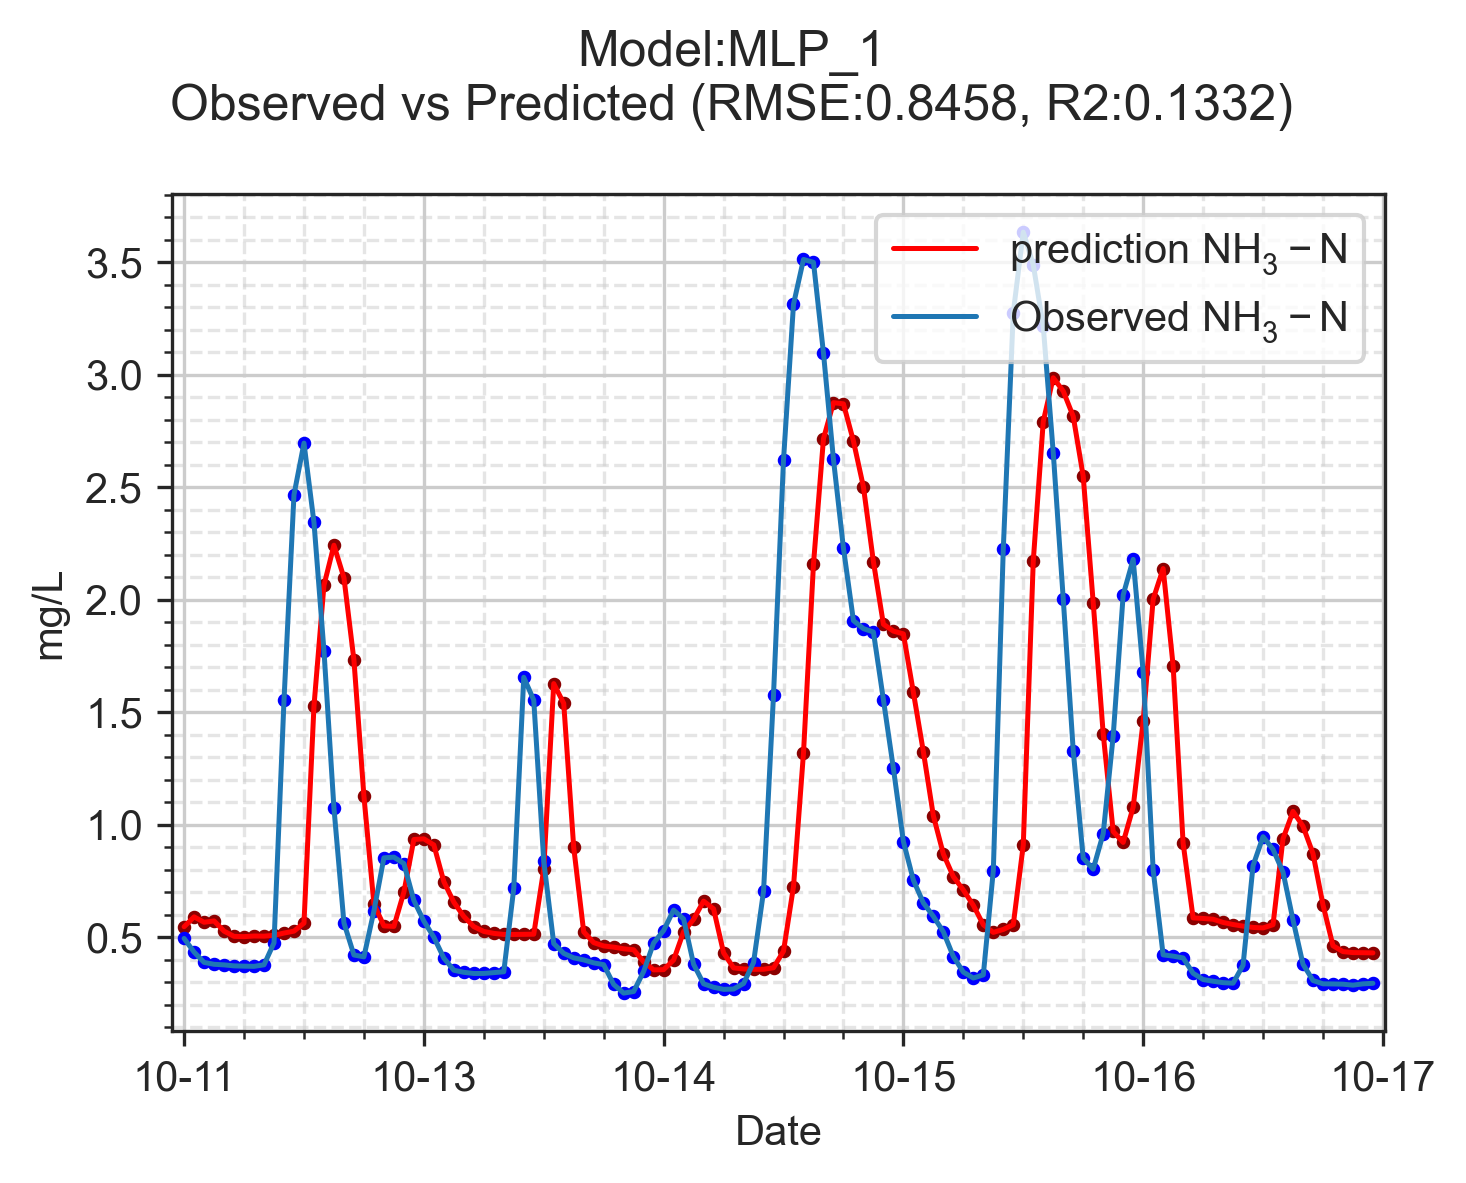 Model:MLP_1
Observed vs Predicted (RMSE:0.8458, R2:0.1332)
prediction NH₃ − N
Observed NH₃ − N
3.5
3.0
2.5
2.0
1.5
1.0
0.5
mg/L
10-11 10-13 10-14 10-15 10-16 10-17
Date